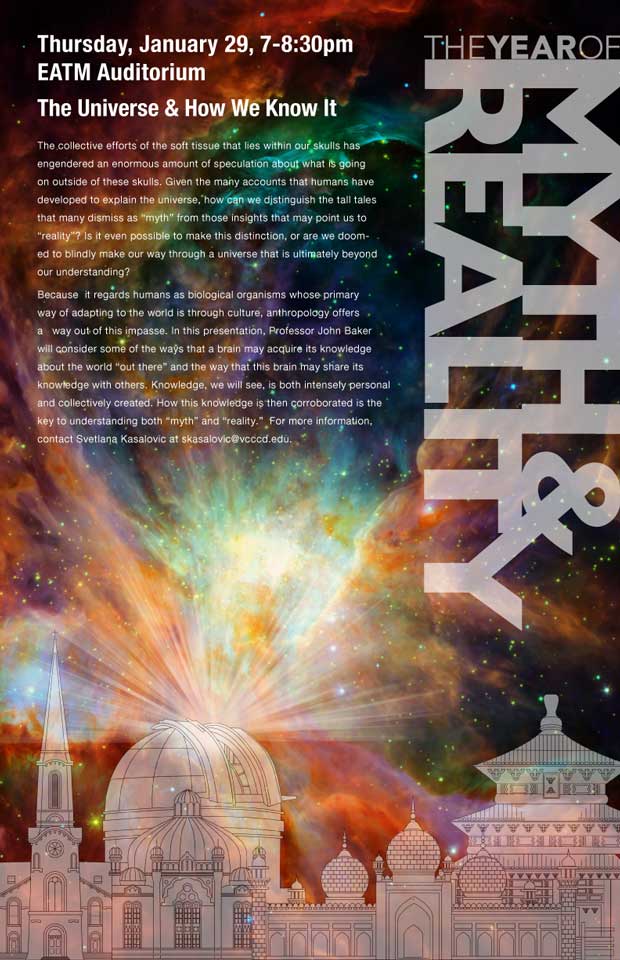 Thursday, January 29, 7-8:30pm
EATM Auditorium
The Universe & How We Know It
The collective efforts of the soft tissue that lies within our skulls has
engendered an enormous amount of speculation about what is going
on outside of these skulls. Given the many accounts that humans have
developed to explain the universe, how can we distinguish the tall tales
that many dismiss as “myth” from those insights that may point us to
“reality”? Is it even possible to make this distinction, or are we doom-
ed to blindly make our way through a universe that is ultimately beyond
our understanding?
Because it regards humans as biological organisms whose primary
way of adapting to the world is through culture, anthropology offers
a way out of this impasse. In this presentation, Professor John Baker
will consider some of the ways that a brain may acquire its knowledge
about the world “out there” and the way that this brain may share its
knowledge with others. Knowledge, we will see, is both intensely personal
and collectively created. How this knowledge is then corroborated is the
key to understanding both “myth” and “reality.” For more information,
contact Svetlana Kasalovic at skasalovic@vcccd.edu.
THEYEAROF
MYTH&
REALITY